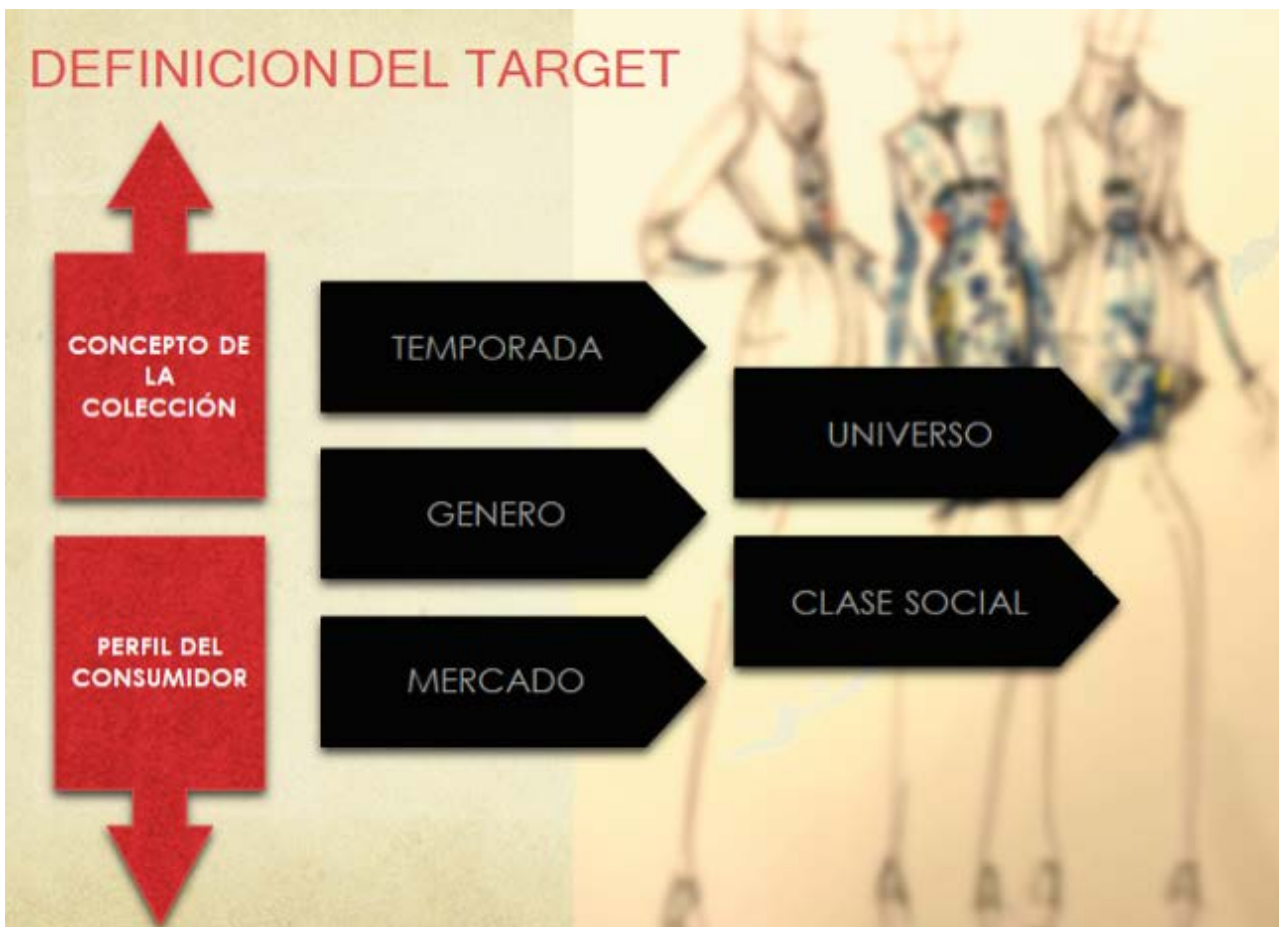 DEFINICION DEL TARGET
CONCEPTO DE
LA
COLECCIÓN
PERFIL DEL
CONSUMIDOR
TEMPORADA
GENERO
MERCADO
UNIVERSO
CLASE SOCIAL